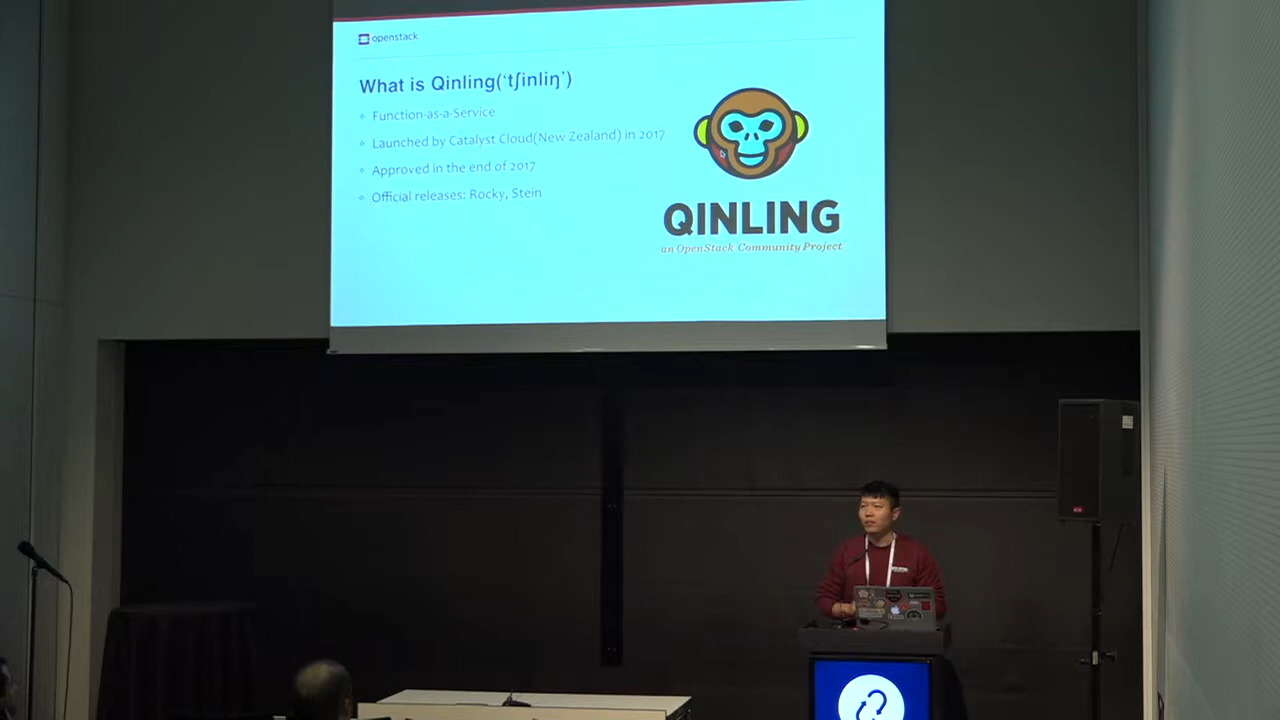 openstack
What is Qinling(‘tʃinliŋ’)
Function-as-a-Service
Launched by Catalyst Cloud(New Zealand) in 2017
Approved in the end of 2017
Official releases: Rocky, Stein
QINLING
an OpenStack Community Project